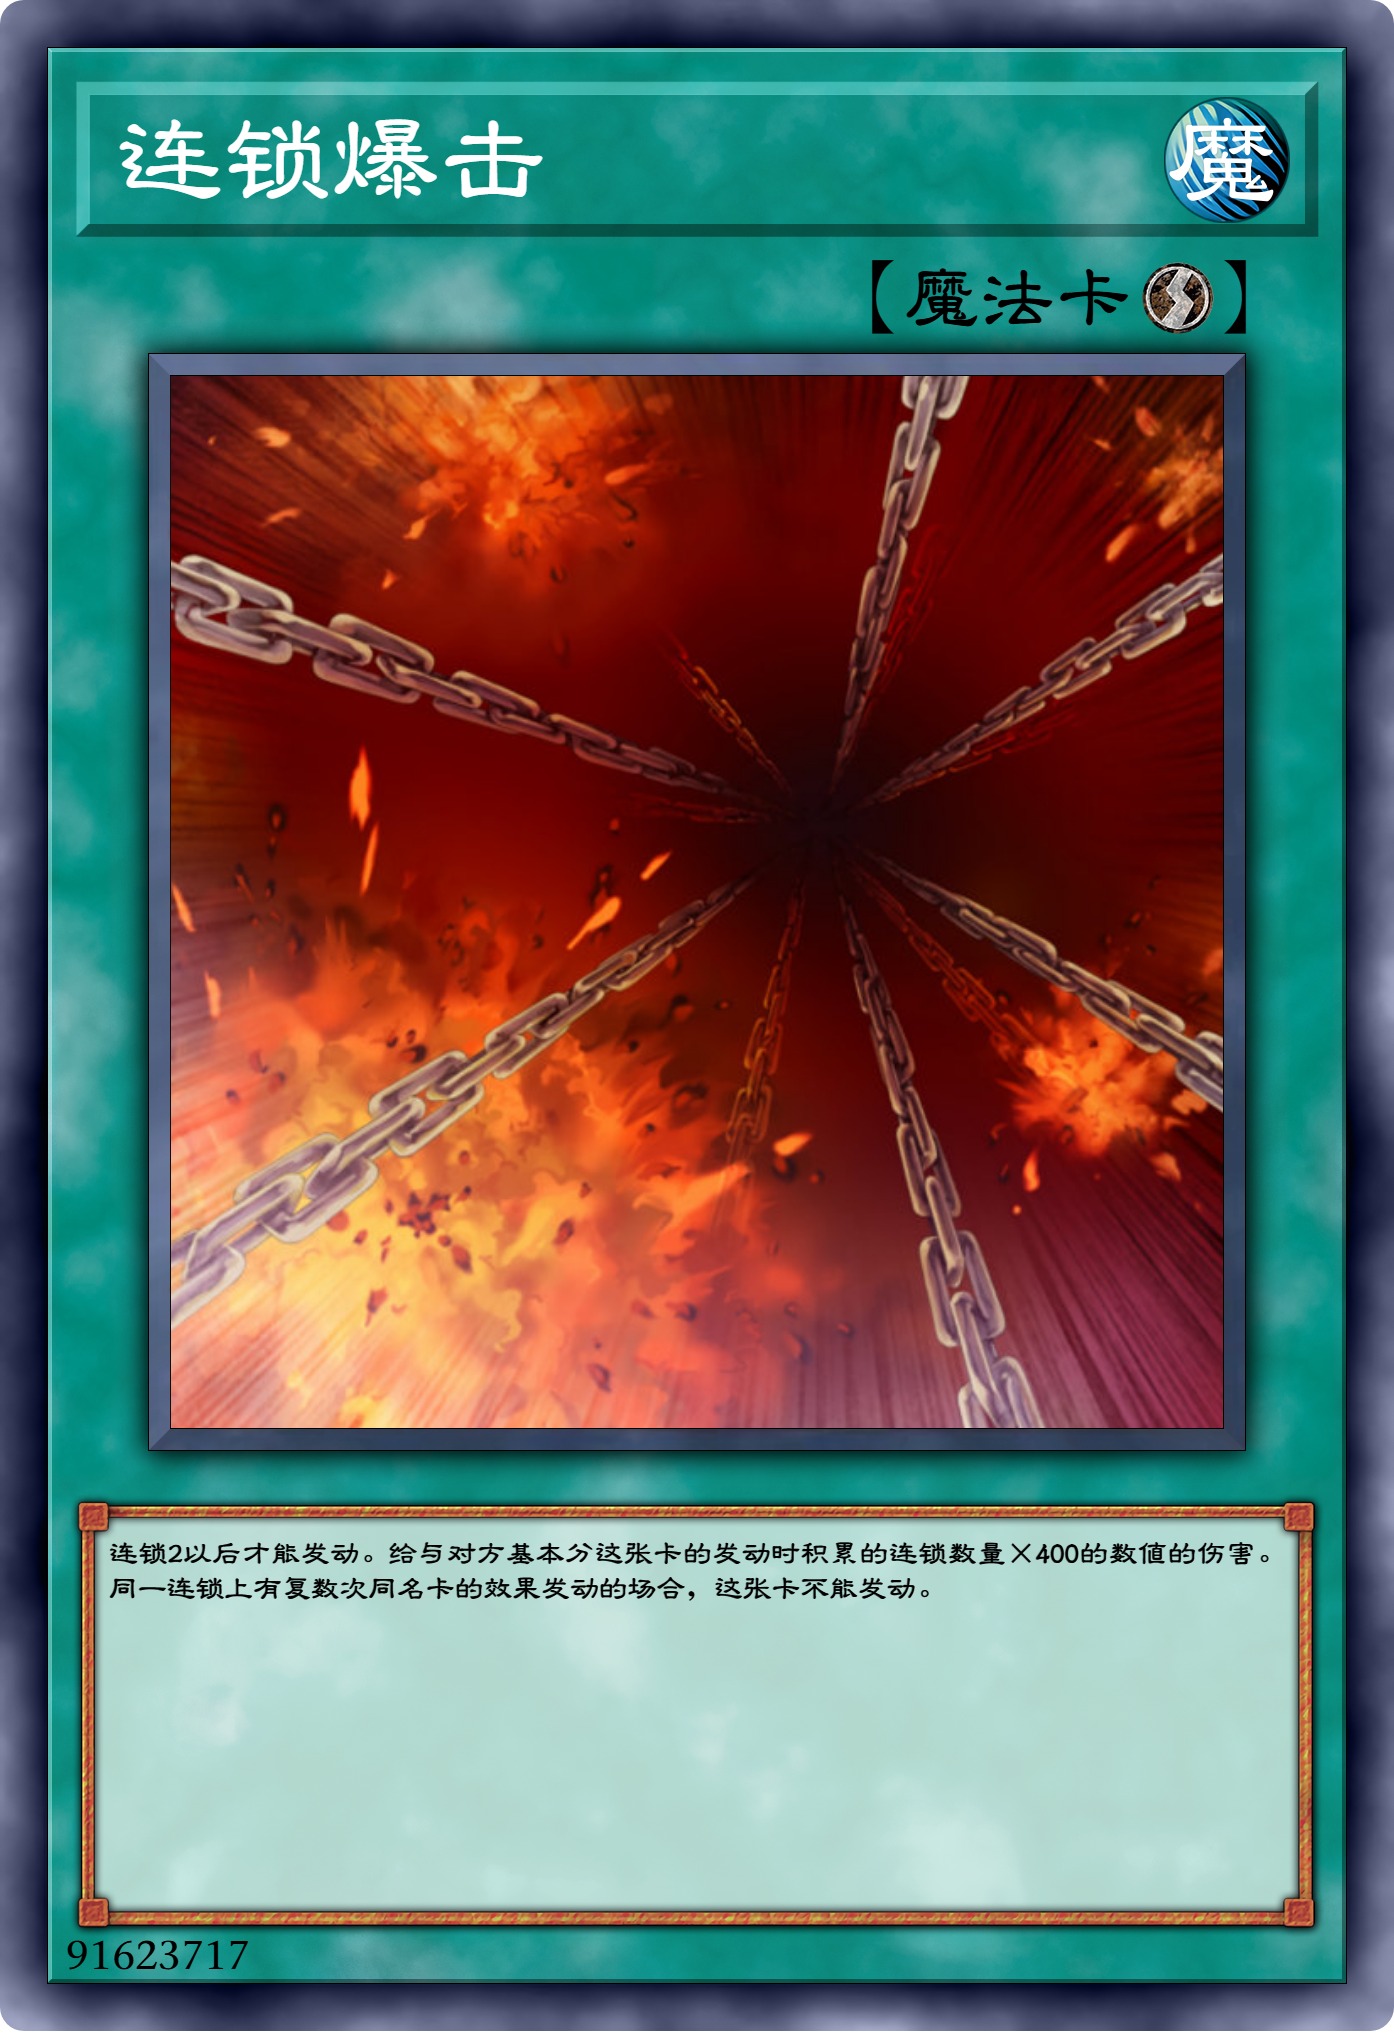 连锁爆击
魔
【魔法卡】
连锁2以后才能发动。给与对方基本分这张卡的发动时积累的连锁数量×400的数值的伤害。
同一连锁上有复数次同名卡的效果发动的场合，这张卡不能发动。
91623717